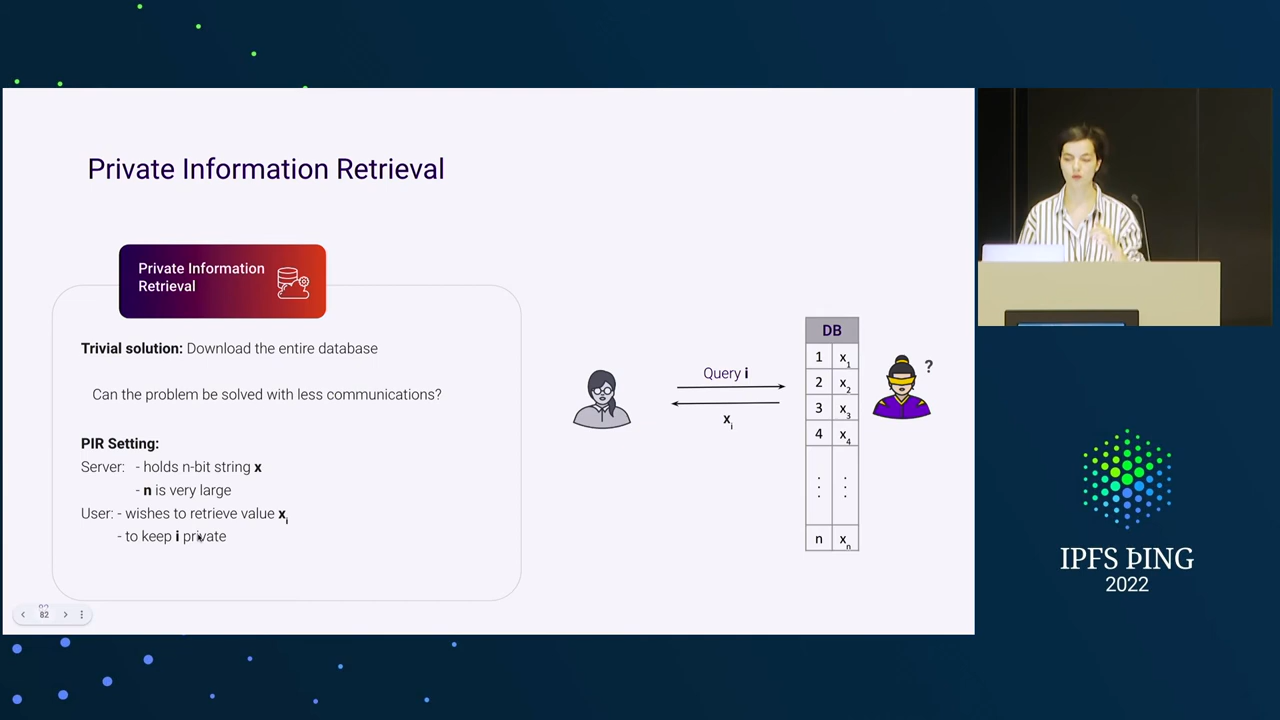 Private Information Retrieval
Private Information
Retrieval
Trivial solution: Download the entire database
Can the problem be solved with less communications?
PIR Setting:
Server: - holds n-bit string x
- n is very large
User: - wishes to retrieve value xi
- to keep i private
Query i
xi
DB
1 x1
2 x2
3 x3
4 x4
n xn
?
82
IPFS ÞING
2022